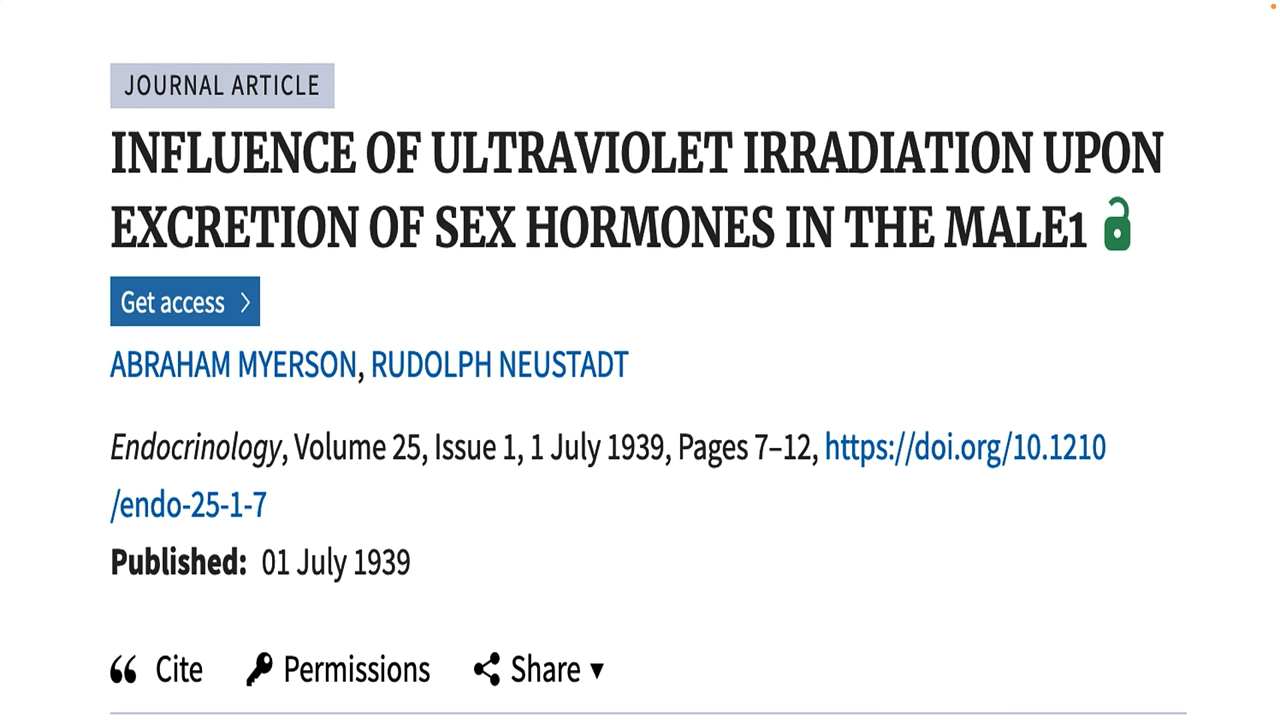 JOURNAL ARTICLE
INFLUENCE OF ULTRAVIOLET IRRADIATION UPON
EXCRETION OF SEX HORMONES IN THE MALE1
Get access >
ABRAHAM MYERSON, RUDOLPH NEUSTADT
Endocrinology, Volume 25, Issue 1, 1 July 1939, Pages 7–12, https://doi.org/10.1210
/endo-25-1-7
Published: 01 July 1939
Cite Permissions Share ▼